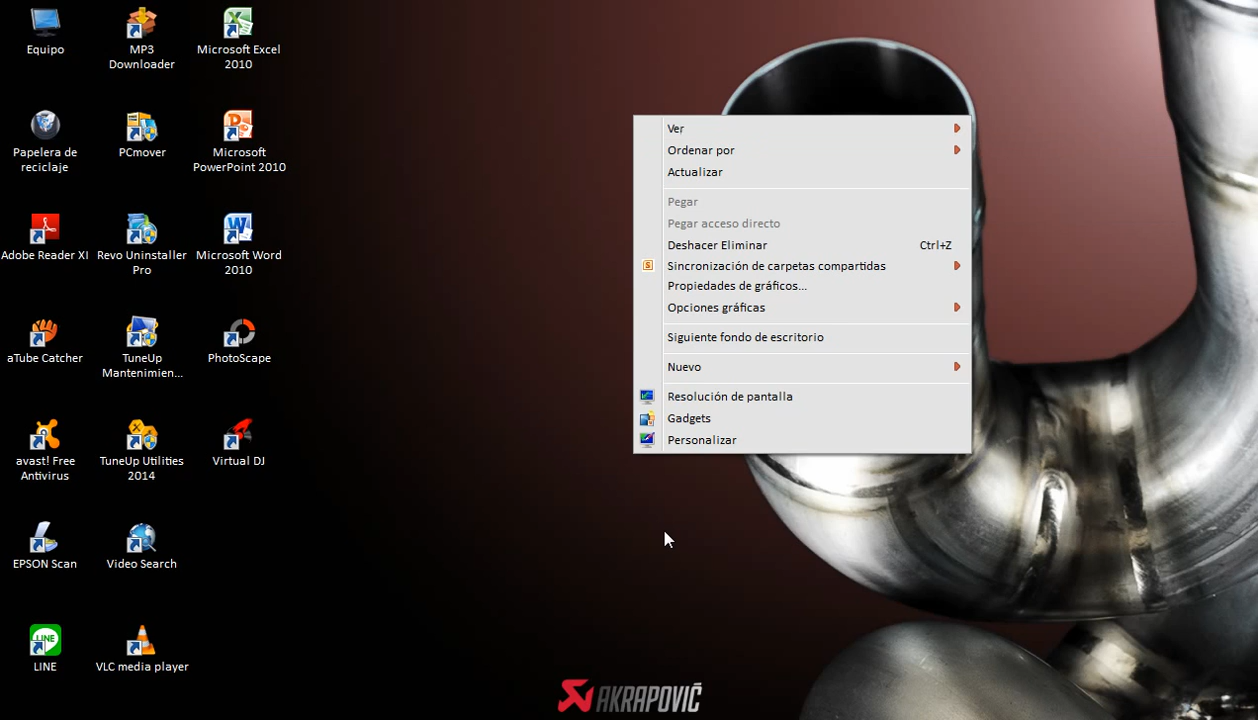 Equipo
MP3
Downloader
Microsoft Excel
2010
Papelera de
reciclaje
PCmover
Microsoft
PowerPoint 2010
Adobe Reader XI
Revo Uninstaller
Pro
Microsoft Word
2010
aTube Catcher
TuneUp
Mantenimien...
PhotoScape
avast! Free
Antivirus
TuneUp Utilities
2014
Virtual DJ
EPSON Scan
Video Search
LINE
LINE
VLC media player
Ver
Ordenar por
Actualizar
Pegar
Pegar acceso directo
Deshacer Eliminar Ctrl+Z
S
Sincronización de carpetas compartidas
Propiedades de gráficos...
Opciones gráficas
Siguiente fondo de escritorio
Nuevo
Resolución de pantalla
Gadgets
Personalizar
AKRAPOVIČ